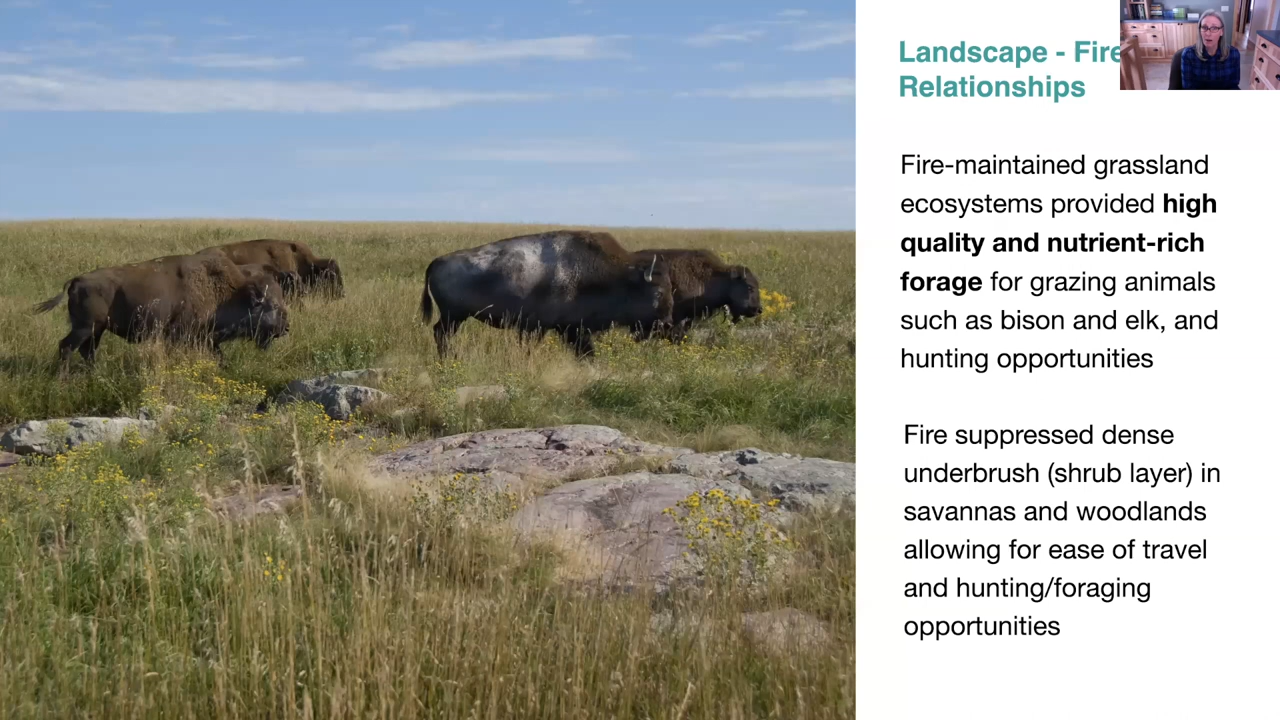 Landscape - Fire
Relationships
Fire-maintained grassland
ecosystems provided high
quality and nutrient-rich
forage for grazing animals
such as bison and elk, and
hunting opportunities
Fire suppressed dense
underbrush (shrub layer) in
savannas and woodlands
allowing for ease of travel
and hunting/foraging
opportunities